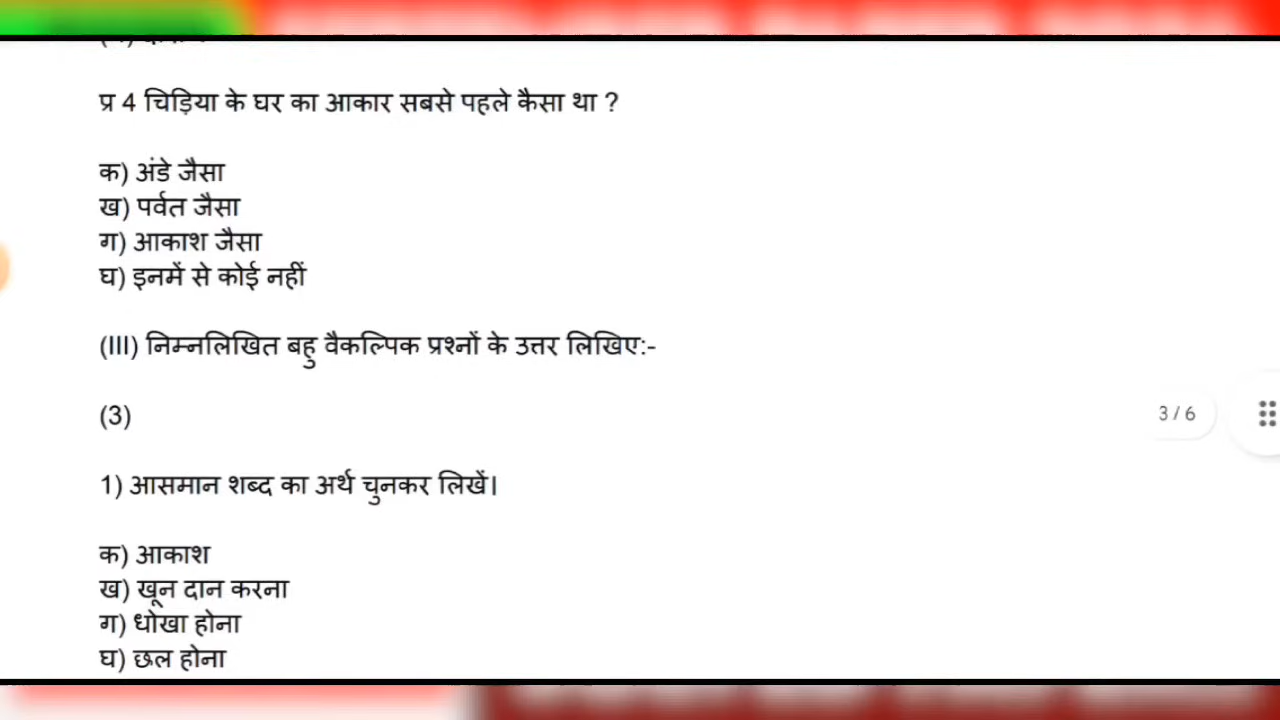 प्र 4 चिड़िया के घर का आकार सबसे पहले कैसा था ?
क) अंडे जैसा
ख) पर्वत जैसा
ग) आकाश जैसा
घ) इनमें से कोई नहीं
(III) निम्नलिखित बहु वैकल्पिक प्रश्नों के उत्तर लिखिए:-
(3)
3 / 6
1) आसमान शब्द का अर्थ चुनकर लिखें।
क) आकाश
ख) खून दान करना
ग) धोखा होना
घ) छल होना